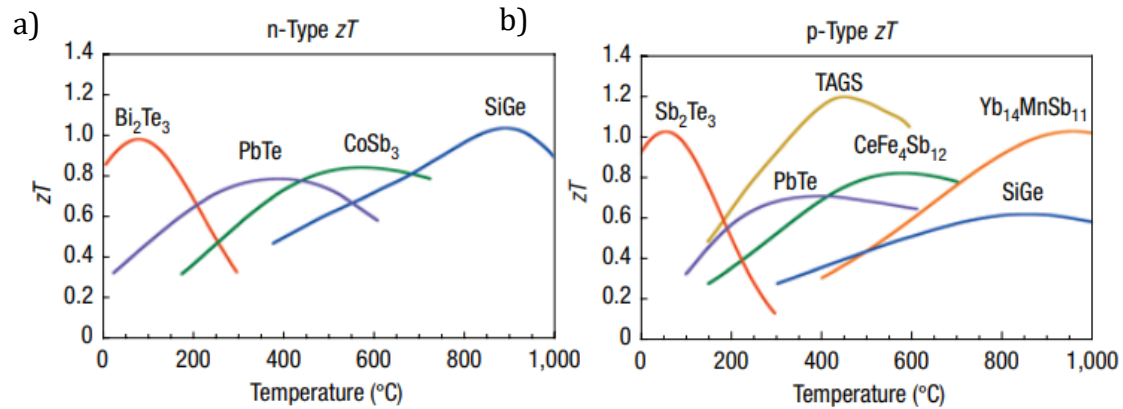 a)
n-Type zT
1.4
1.2
1.0
0.8
0.6
0.4
0.2
0
zT
Bi₂Te₃
PbTe
CoSb₃
SiGe
0 200 400 600 800 1,000
Temperature (°C)
b)
p-Type zT
1.4
1.2
1.0
0.8
0.6
0.4
0.2
0
zT
Sb₂Te₃
TAGS
Yb₁₄MnSb₁₁
CeFe₄Sb₁₂
PbTe
SiGe
0 200 400 600 800 1,000
Temperature (°C)